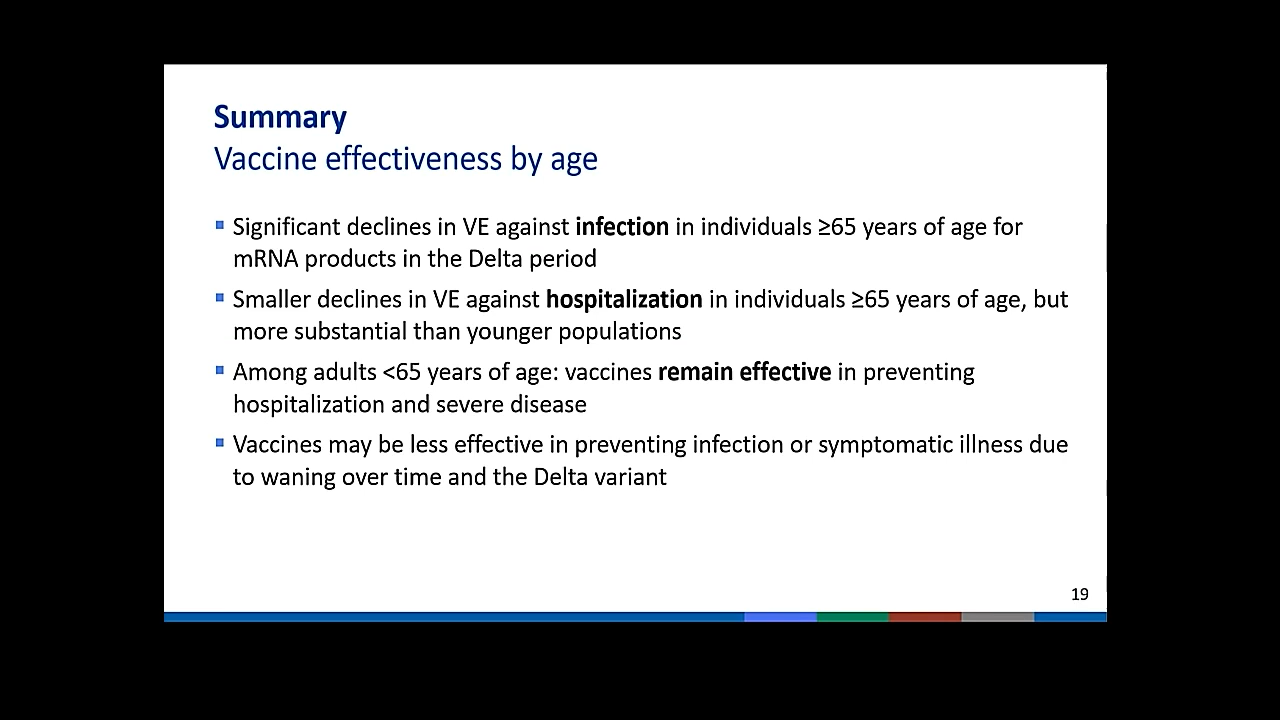 Summary
Vaccine effectiveness by age
▪ Significant declines in VE against infection in individuals ≥65 years of age for
mRNA products in the Delta period
▪ Smaller declines in VE against hospitalization in individuals ≥65 years of age, but
more substantial than younger populations
▪ Among adults <65 years of age: vaccines remain effective in preventing
hospitalization and severe disease
▪ Vaccines may be less effective in preventing infection or symptomatic illness due
to waning over time and the Delta variant
19